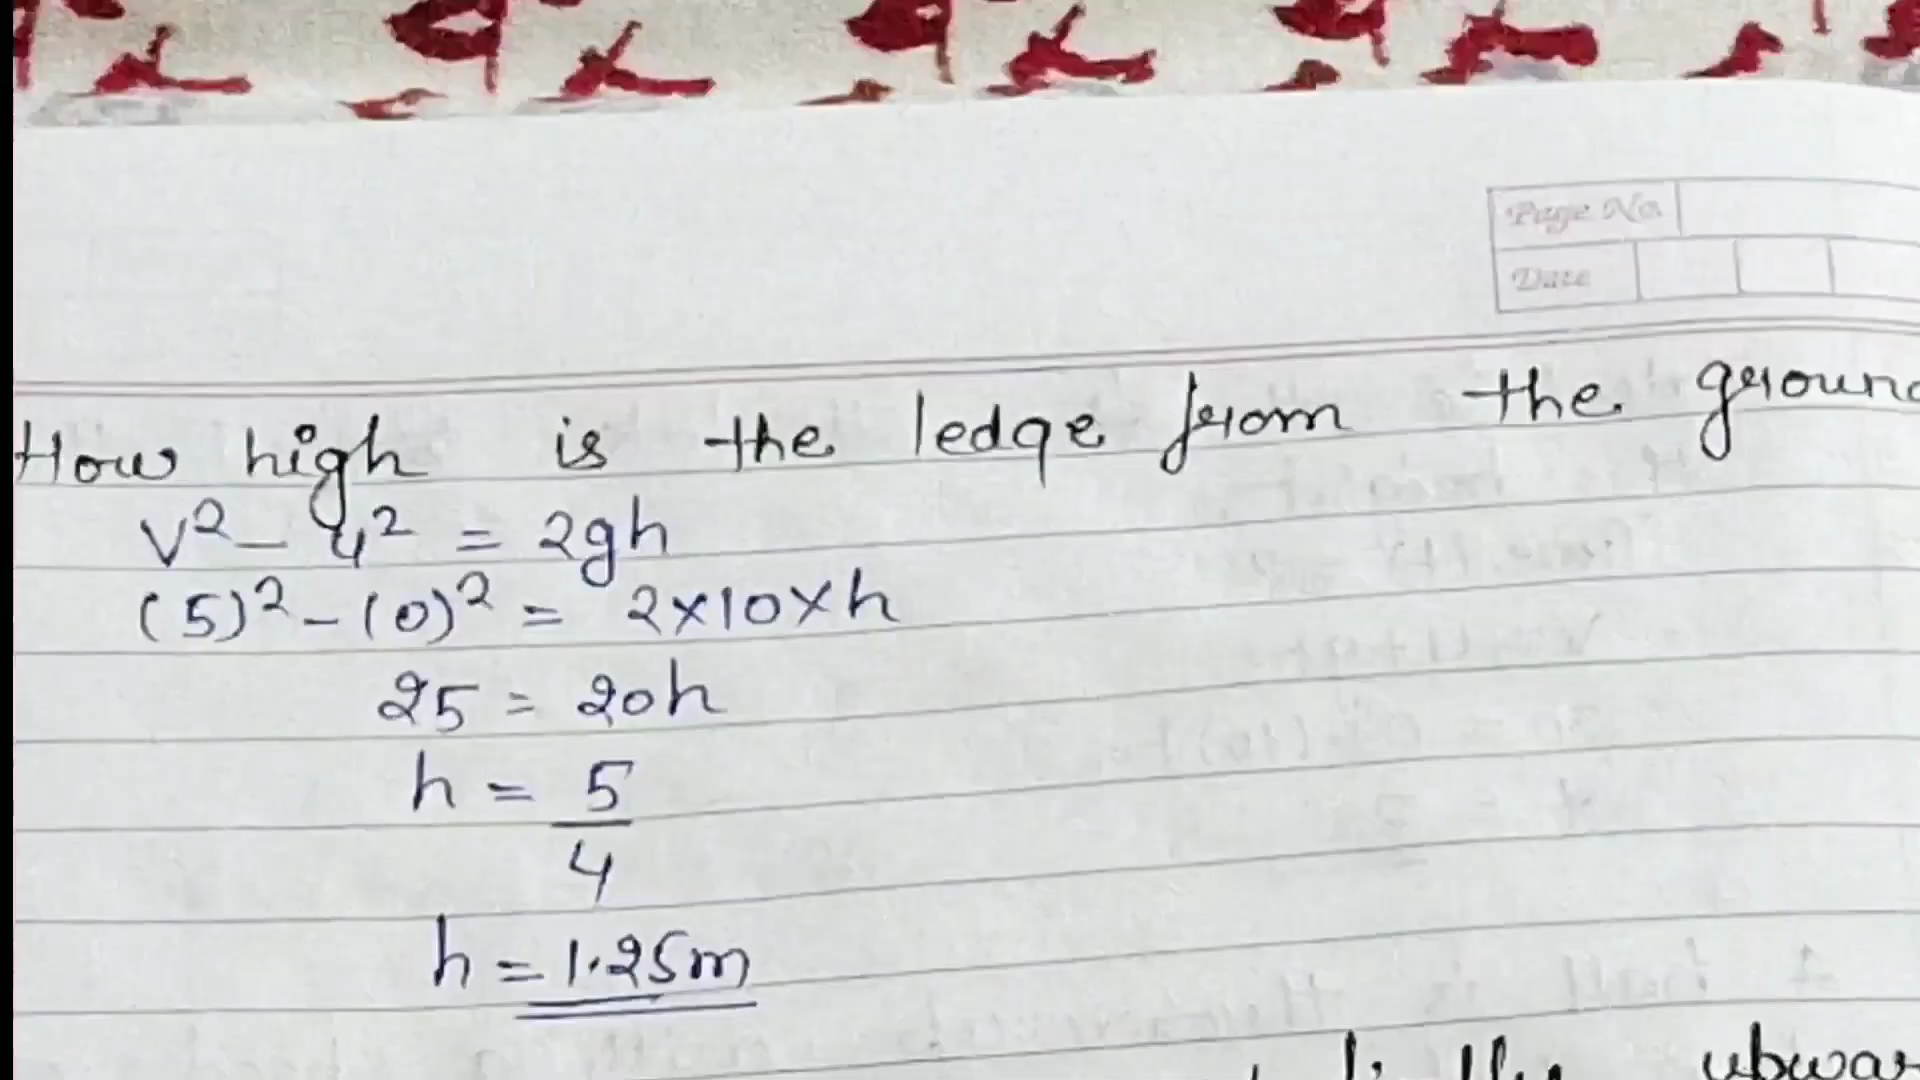 Page No.
Date
How high is the ledge from the ground
v² - u² = 2gh
(5)² - (0)² = 2×10×h
25 = 20h
h = 5
4
h = 1.25m